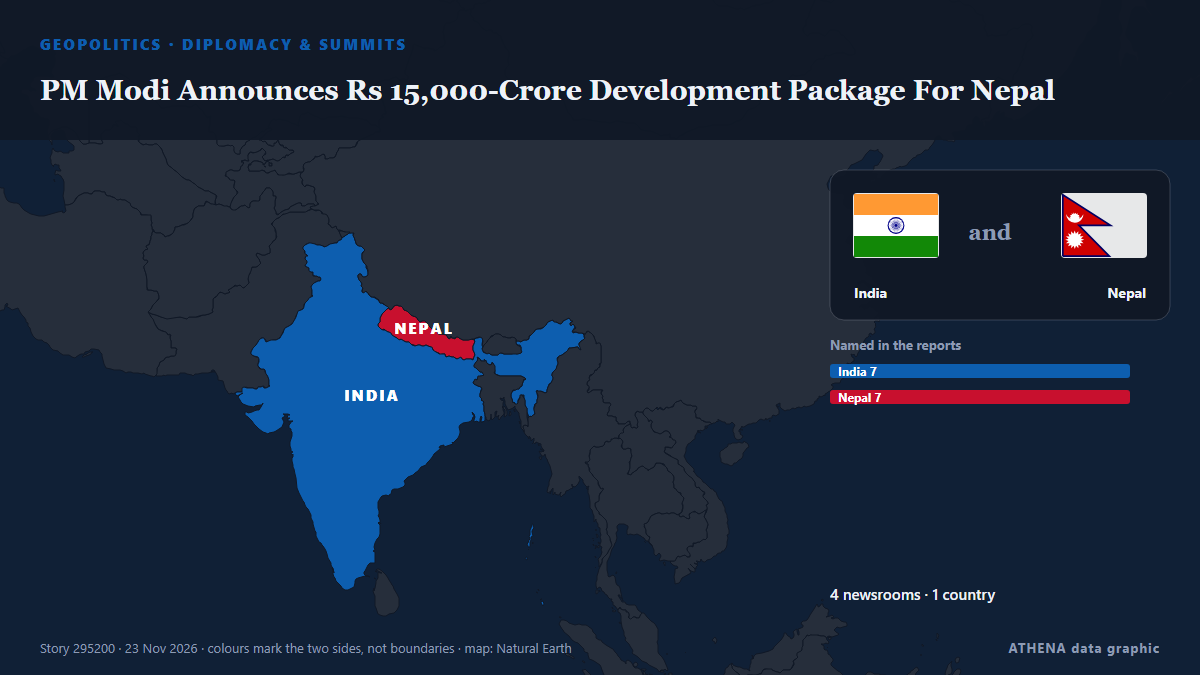 GEOPOLITICS · DIPLOMACY & SUMMITS
PM Modi Announces Rs 15,000-Crore Development Package For Nepal
and
India
Nepal
NEPAL
INDIA
Named in the reports
India 7
Nepal 7
4 newsrooms · 1 country
Story 295200 · 23 Nov 2026 · colours mark the two sides, not boundaries · map: Natural Earth
ATHENA data graphic